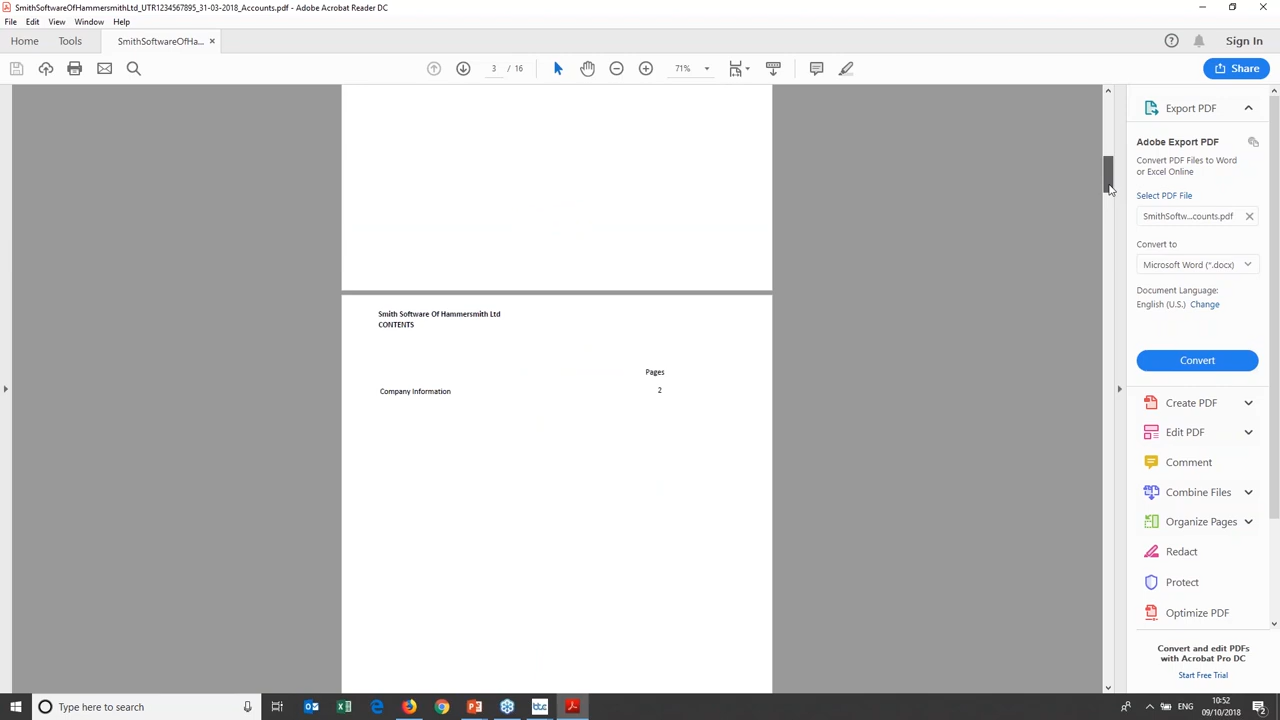 SmithSoftwareOfHammersmithLtd_UTR1234567895_31-03-2018_Accounts.pdf - Adobe Acrobat Reader DC
File Edit View Window Help
Home Tools SmithSoftwareOfHa... × Sign In
3 / 16 71% Share
Export PDF
Adobe Export PDF
Convert PDF Files to Word
or Excel Online
Select PDF File
SmithSoftw...counts.pdf
Convert to
Microsoft Word (*.docx)
Document Language:
English (U.S.) Change
Convert
Create PDF
Edit PDF
Comment
Combine Files
Organize Pages
Redact
Protect
Optimize PDF
Convert and edit PDFs
with Acrobat Pro DC
Start Free Trial
Smith Software Of Hammersmith Ltd
CONTENTS
Pages
Company Information 2
Type here to search
btc
ENG
10:52
09/10/2018
2